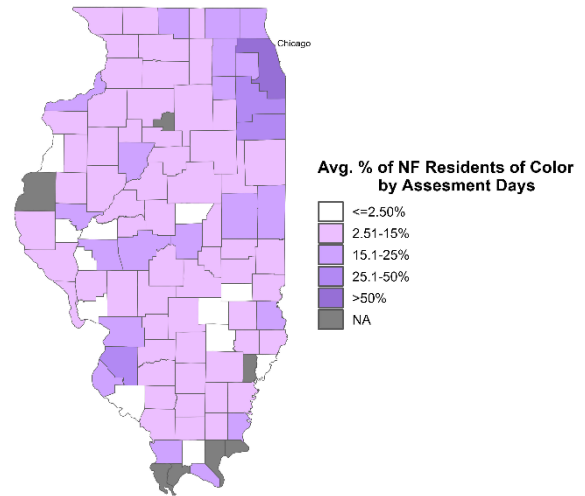 Chicago
Avg. % of NF Residents of Color
by Assesment Days
<=2.50%
2.51-15%
15.1-25%
25.1-50%
>50%
NA